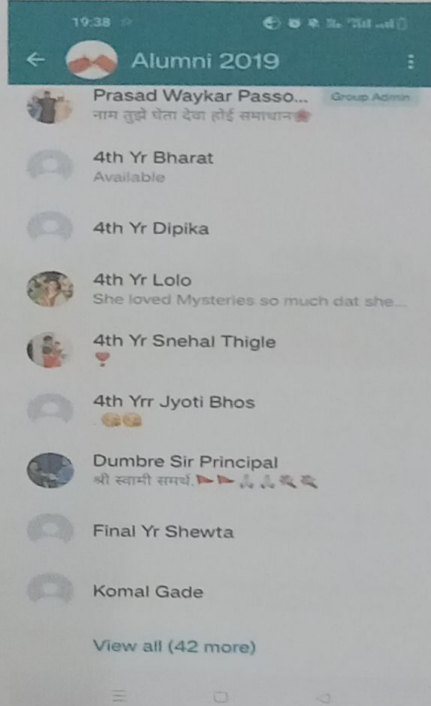 19:38
Alumni 2019
Prasad Waykar Passo... Group Admin
नाम तुझे घेता देवा होई समाधान
4th Yr Bharat
Available
4th Yr Dipika
4th Yr Lolo
She loved Mysteries so much dat she...
4th Yr Snehal Thigle
4th Yrr Jyoti Bhos
Dumbre Sir Principal
श्री स्वामी समर्थ.
Final Yr Shewta
Komal Gade
View all (42 more)